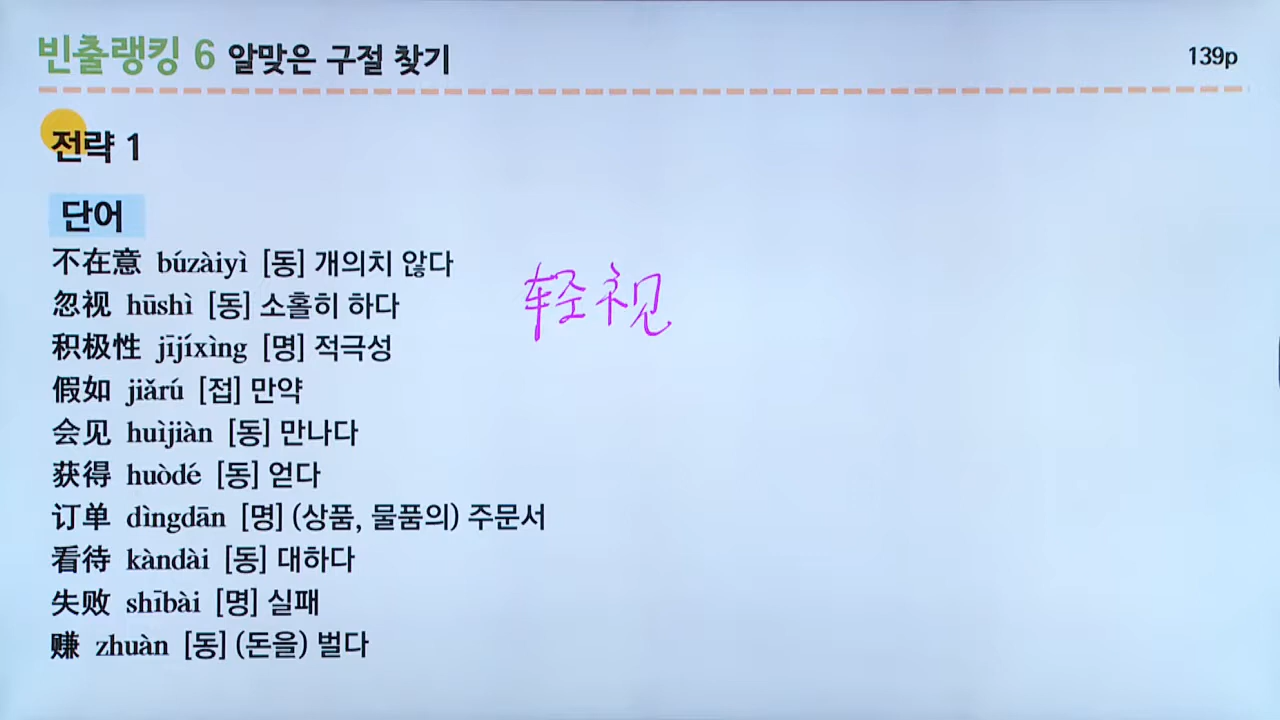 빈출랭킹 6 알맞은 구절 찾기
139p
전략 1
단어
不在意 búzàiyì [동] 개의치 않다
忽视 hūshì [동] 소홀히 하다
轻视
积极性 jījíxìng [명] 적극성
假如 jiǎrú [접] 만약
会见 huìjiàn [동] 만나다
获得 huòdé [동] 얻다
订单 dìngdān [명] (상품, 물품의) 주문서
看待 kàndài [동] 대하다
失败 shībài [명] 실패
赚 zhuàn [동] (돈을) 벌다